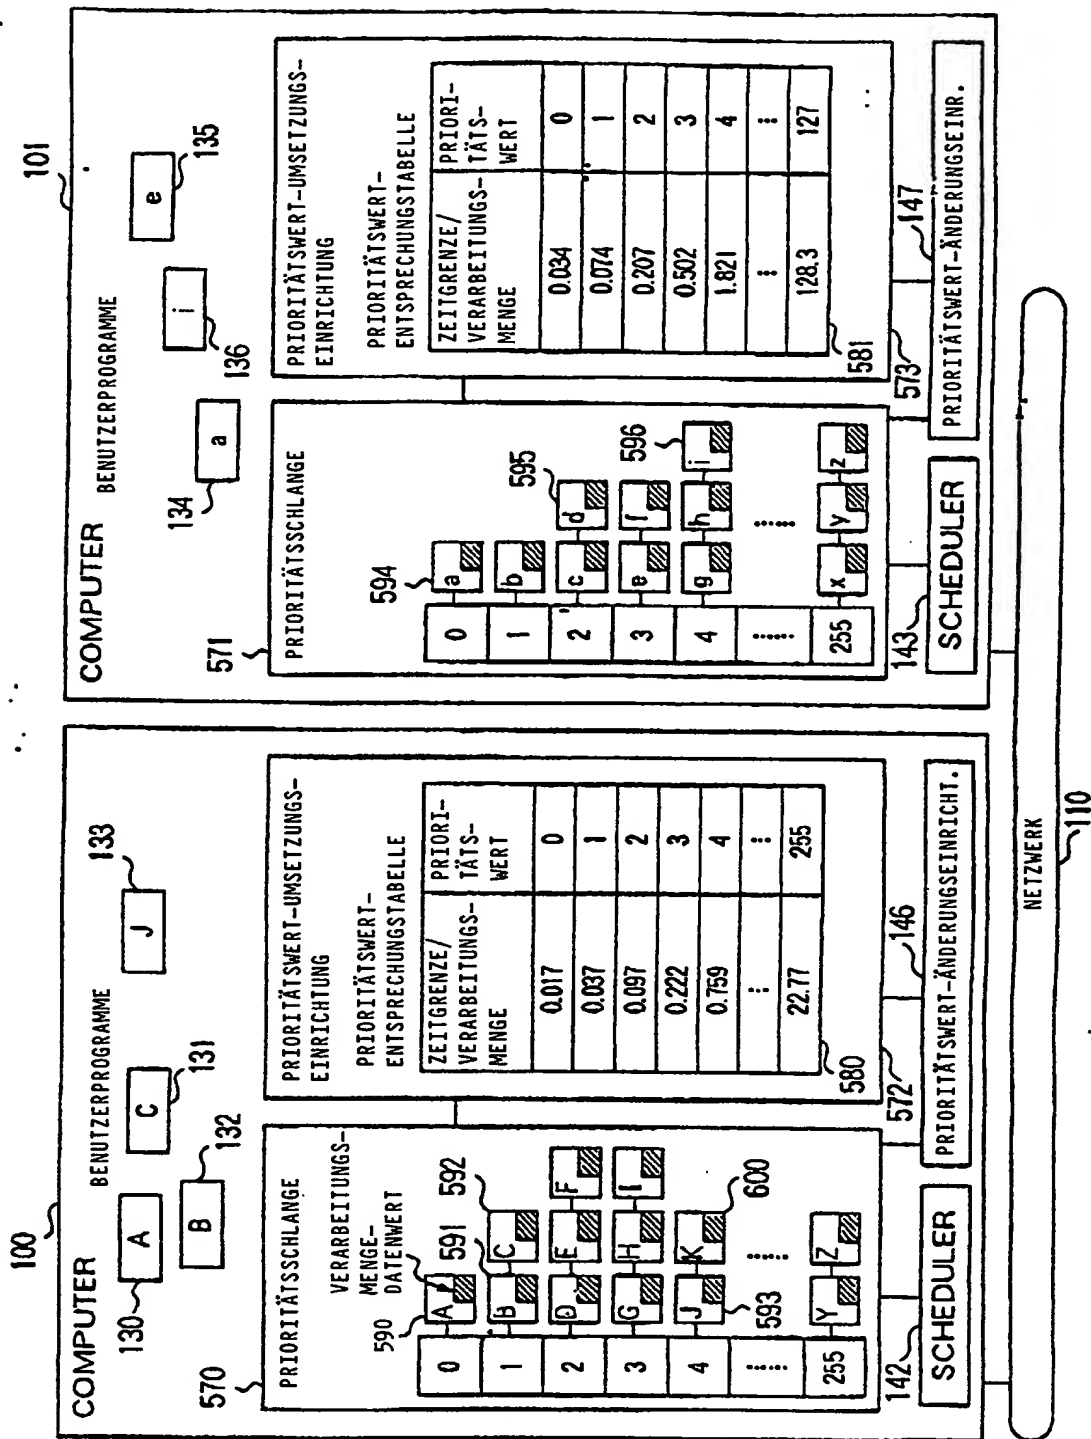 100
COMPUTER
BENUTZERPROGRAMME
A
130
B
132
C
131
J
133
570
PRIORITÄTSSCHLANGE
VERARBEITUNGS-
MENGE-
DATENWERT
590
591
592
0
A
1
B
C
2
D
E
F
3
G
H
I
4
J
K
593
600
......
......
255
Y
Z
PRIORITÄTSWERT-UMSETZUNGS-
EINRICHTUNG
PRIORITÄTSWERT-
ENTSPRECHUNGSTABELLE
ZEITGRENZE/
VERARBEITUNGS-
MENGE
PRIORI-
TÄTS-
WERT
0.017 0
0.037 1
0.097 2
0.222 3
0.759 4
⋮ ⋮
22.77 255
580
572
146
142
SCHEDULER
PRIORITÄTSWERT-ÄNDERUNGSEINRICHT.
101
COMPUTER
BENUTZERPROGRAMME
a
134
i
136
e
135
571
PRIORITÄTSSCHLANGE
594
595
596
0
a
1
b
2
c
d
3
e
f
4
g
h
i
......
......
255
x
y
z
PRIORITÄTSWERT-UMSETZUNGS-
EINRICHTUNG
PRIORITÄTSWERT-
ENTSPRECHUNGSTABELLE
ZEITGRENZE/
VERARBEITUNGS-
MENGE
PRIORI-
TÄTS-
WERT
0.034 0
0.074 1
0.207 2
0.502 3
1.821 4
⋮ ⋮
128.3 127
581
573
147
143
SCHEDULER
PRIORITÄTSWERT-ÄNDERUNGSEINR.
NETZWERK
110